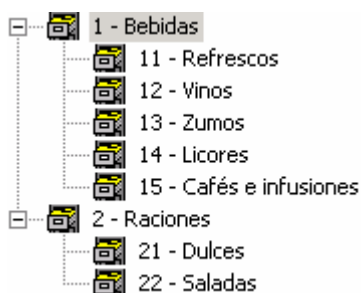 1 - Bebidas
11 - Refrescos
12 - Vinos
13 - Zumos
14 - Licores
15 - Cafés e infusiones
2 - Raciones
21 - Dulces
22 - Saladas